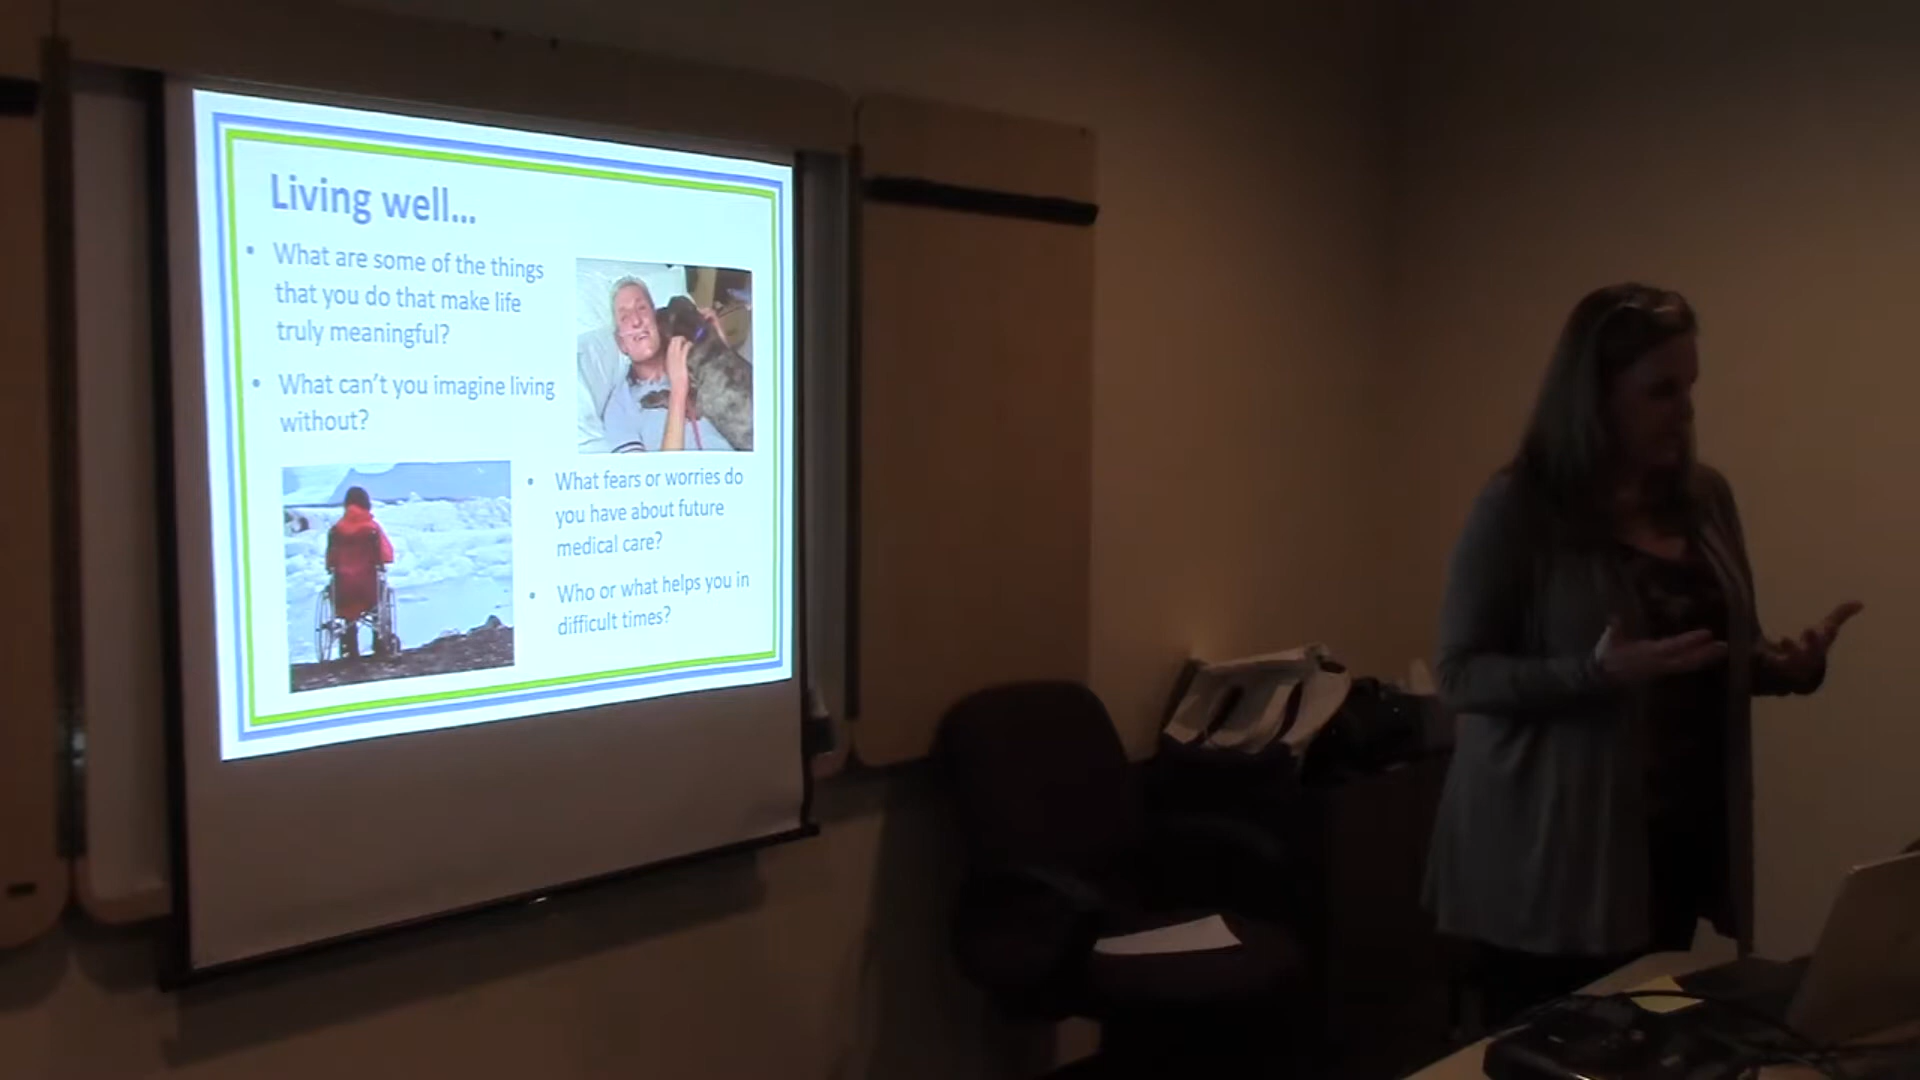 Living well...
• What are some of the things
that you do that make life
truly meaningful?
• What can't you imagine living
without?
• What fears or worries do
you have about future
medical care?
• Who or what helps you in
difficult times?